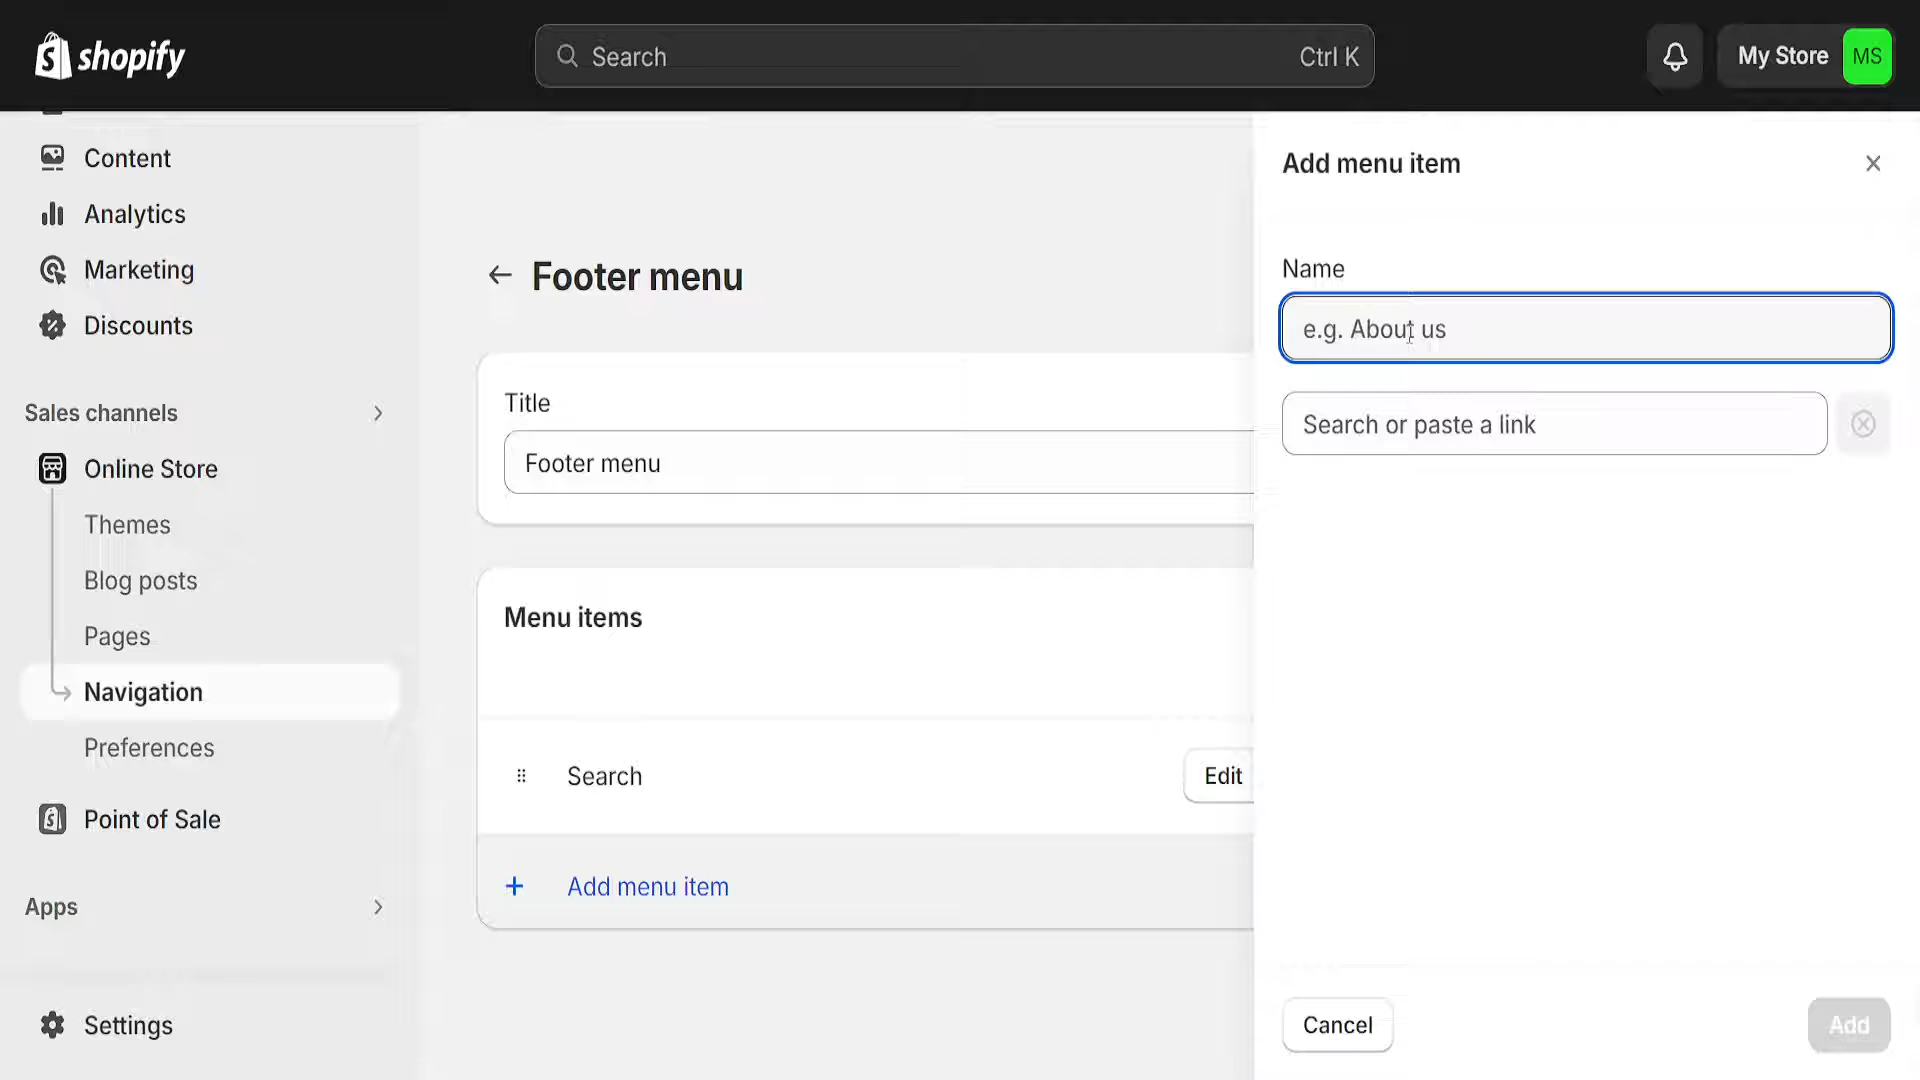 shopify
Search
Ctrl K
My Store
MS
Content
Analytics
Marketing
Discounts
Sales channels
Online Store
Themes
Blog posts
Pages
Navigation
Preferences
Point of Sale
Apps
Settings
Footer menu
Title
Footer menu
Menu items
Search
Edit
Add menu item
Add menu item
Name
e.g. About us
Search or paste a link
Cancel
Add